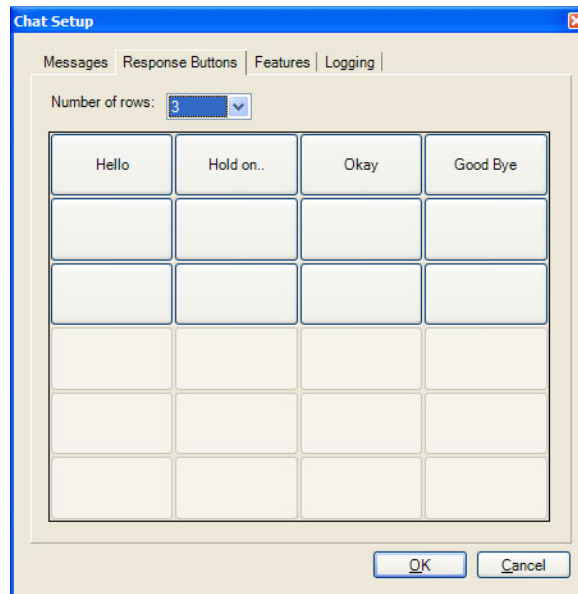 Chat Setup
Messages Response Buttons Features Logging
Number of rows: 3
Hello Hold on.. Okay Good Bye
OK Cancel